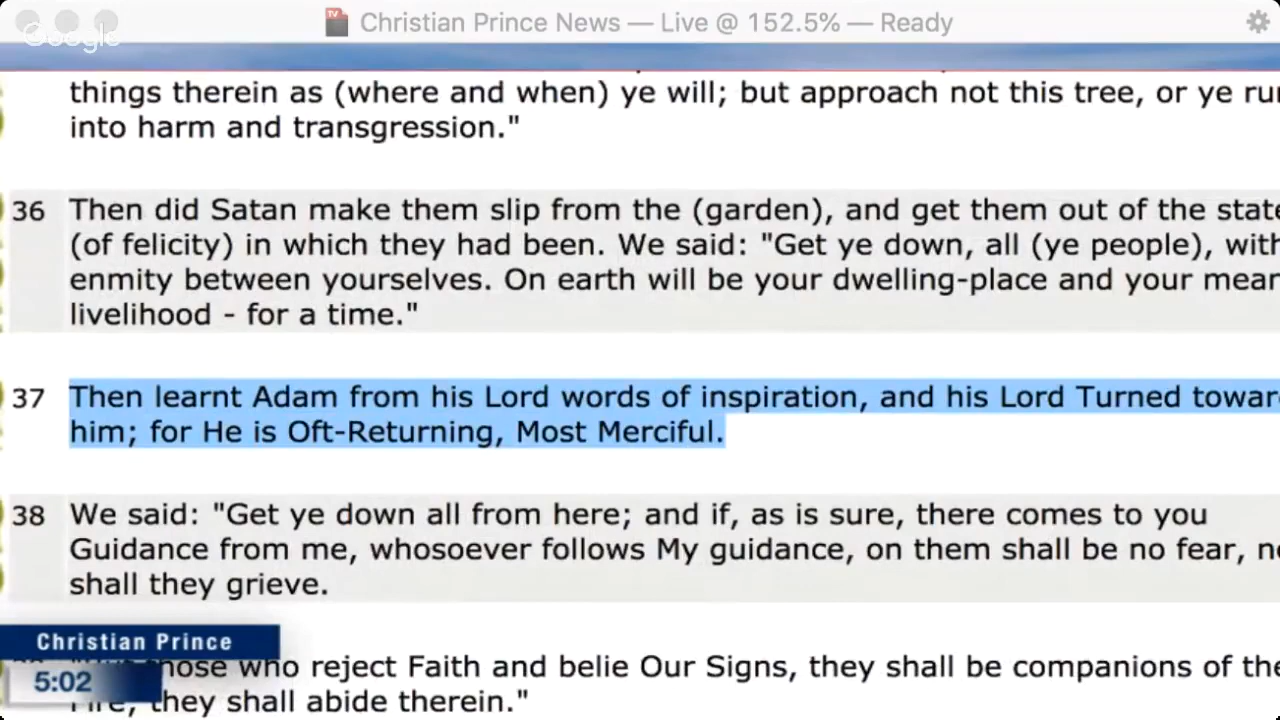 Christian Prince News — Live @ 152.5% — Ready
Google
things therein as (where and when) ye will; but approach not this tree, or ye
into harm and transgression."
36 Then did Satan make them slip from the (garden), and get them out of the state
(of felicity) in which they had been. We said: "Get ye down, all (ye people), with
enmity between yourselves. On earth will be your dwelling-place and your
livelihood - for a time."
37 Then learnt Adam from his Lord words of inspiration, and his Lord Turned
him; for He is Oft-Returning, Most Merciful.
38 We said: "Get ye down all from here; and if, as is sure, there comes to you
Guidance from me, whosoever follows My guidance, on them shall be no fear,
shall they grieve.
Christian Prince
who reject Faith and belie Our Signs, they shall be companions of the
5:02
they shall abide therein."